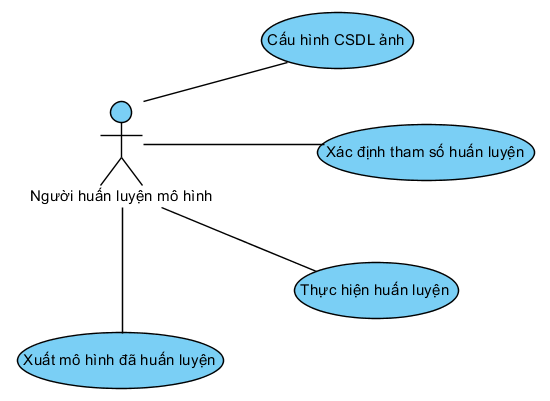 Cấu hình CSDL ảnh
Xác định tham số huấn luyện
Người huấn luyện mô hình
Thực hiện huấn luyện
Xuất mô hình đã huấn luyện